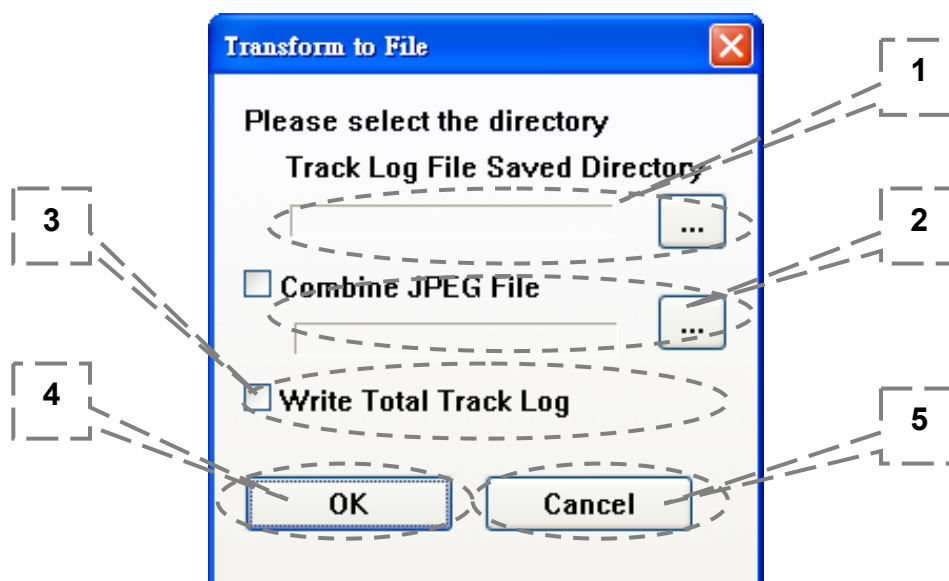 Transform to File
1
Please select the directory
Track Log File Saved Directory
...
3
2
Combine JPEG File
...
4
Write Total Track Log
5
OK
Cancel